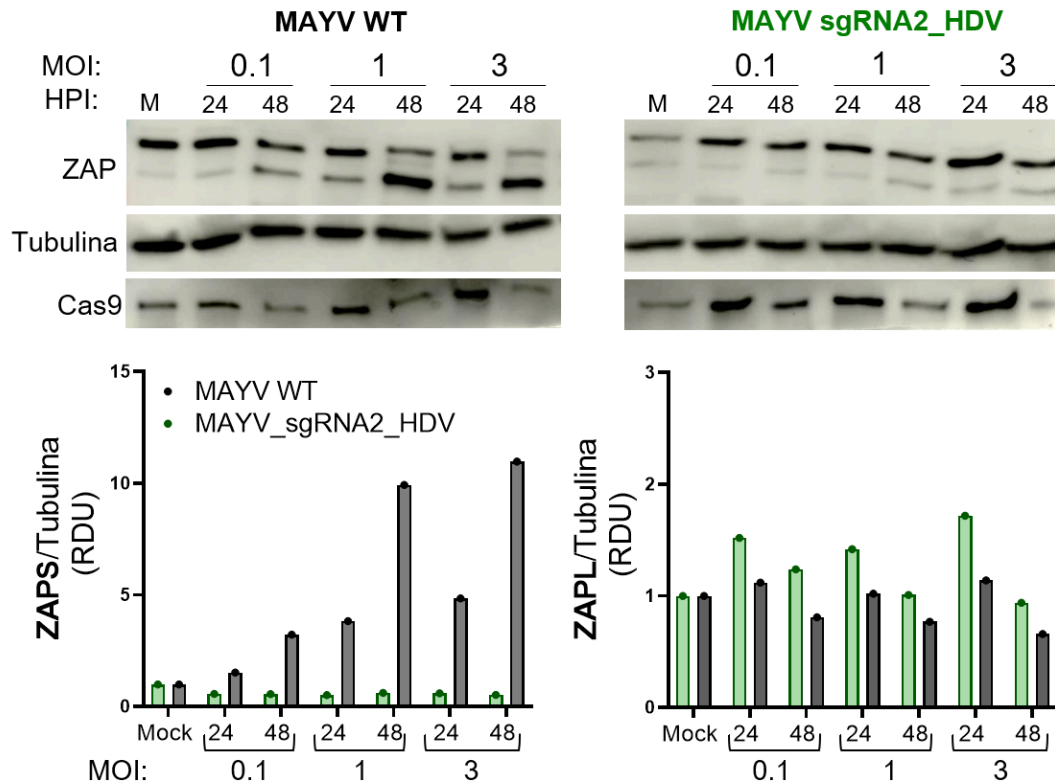 MAYV WT
MAYV sgRNA2_HDV
MOI: 0.1 1 3
0.1 1 3
HPI: M 24 48 24 48 24 48
M 24 48 24 48 24 48
ZAP
Tubulina
Cas9
15
10
5
0
MAYV WT
MAYV_sgRNA2_HDV
ZAPS/Tubulina
(RDU)
Mock 24 48 24 48 24 48
MOI: 0.1 1 3
3
2
1
0
ZAPL/Tubulina
(RDU)
Mock 24 48 24 48 24 48
0.1 1 3